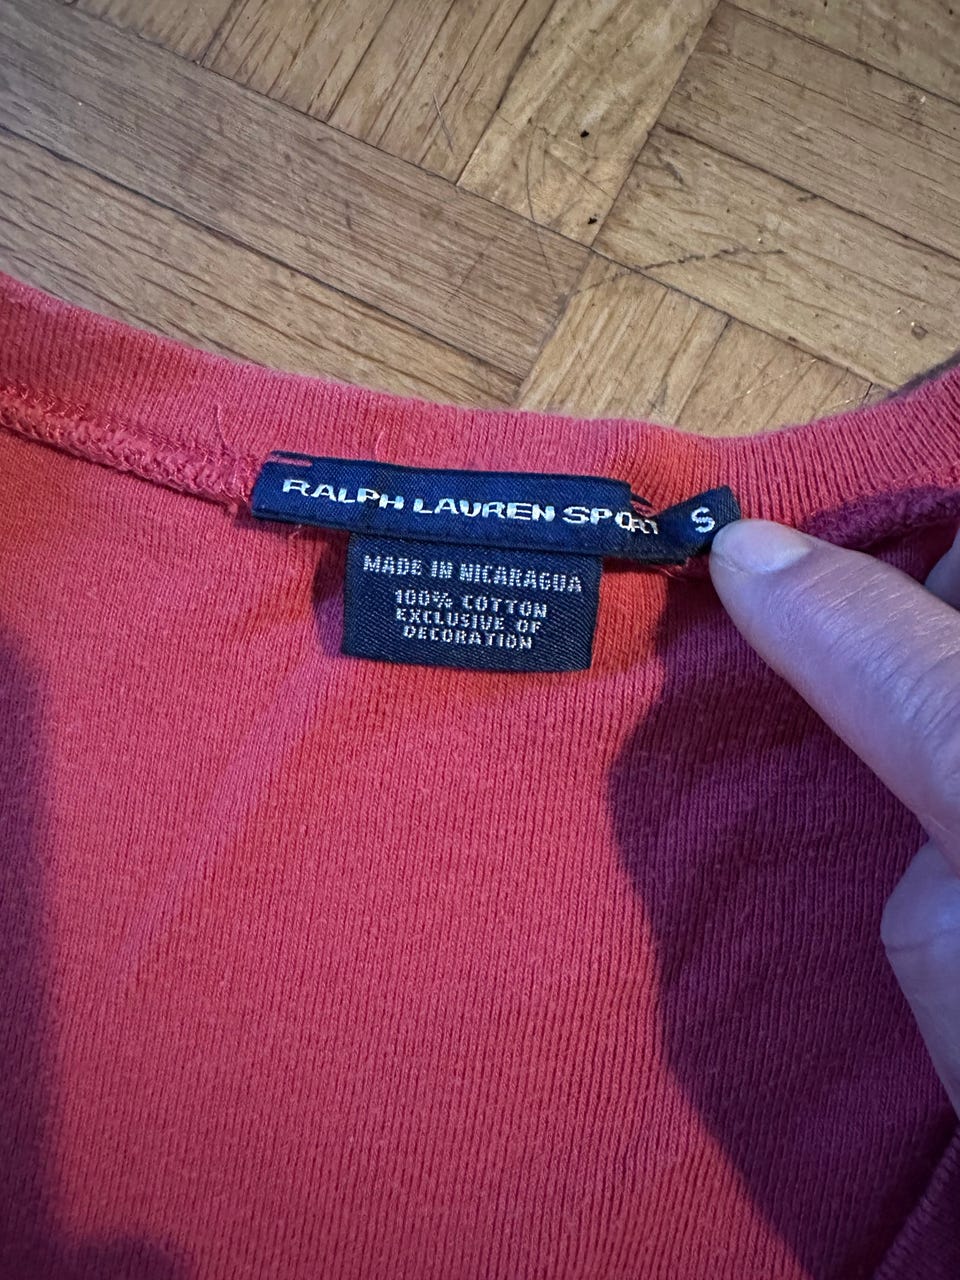 RALPH LAUREN SPORT S
MADE IN NICARAGUA
100% COTTON
EXCLUSIVE OF
DECORATION